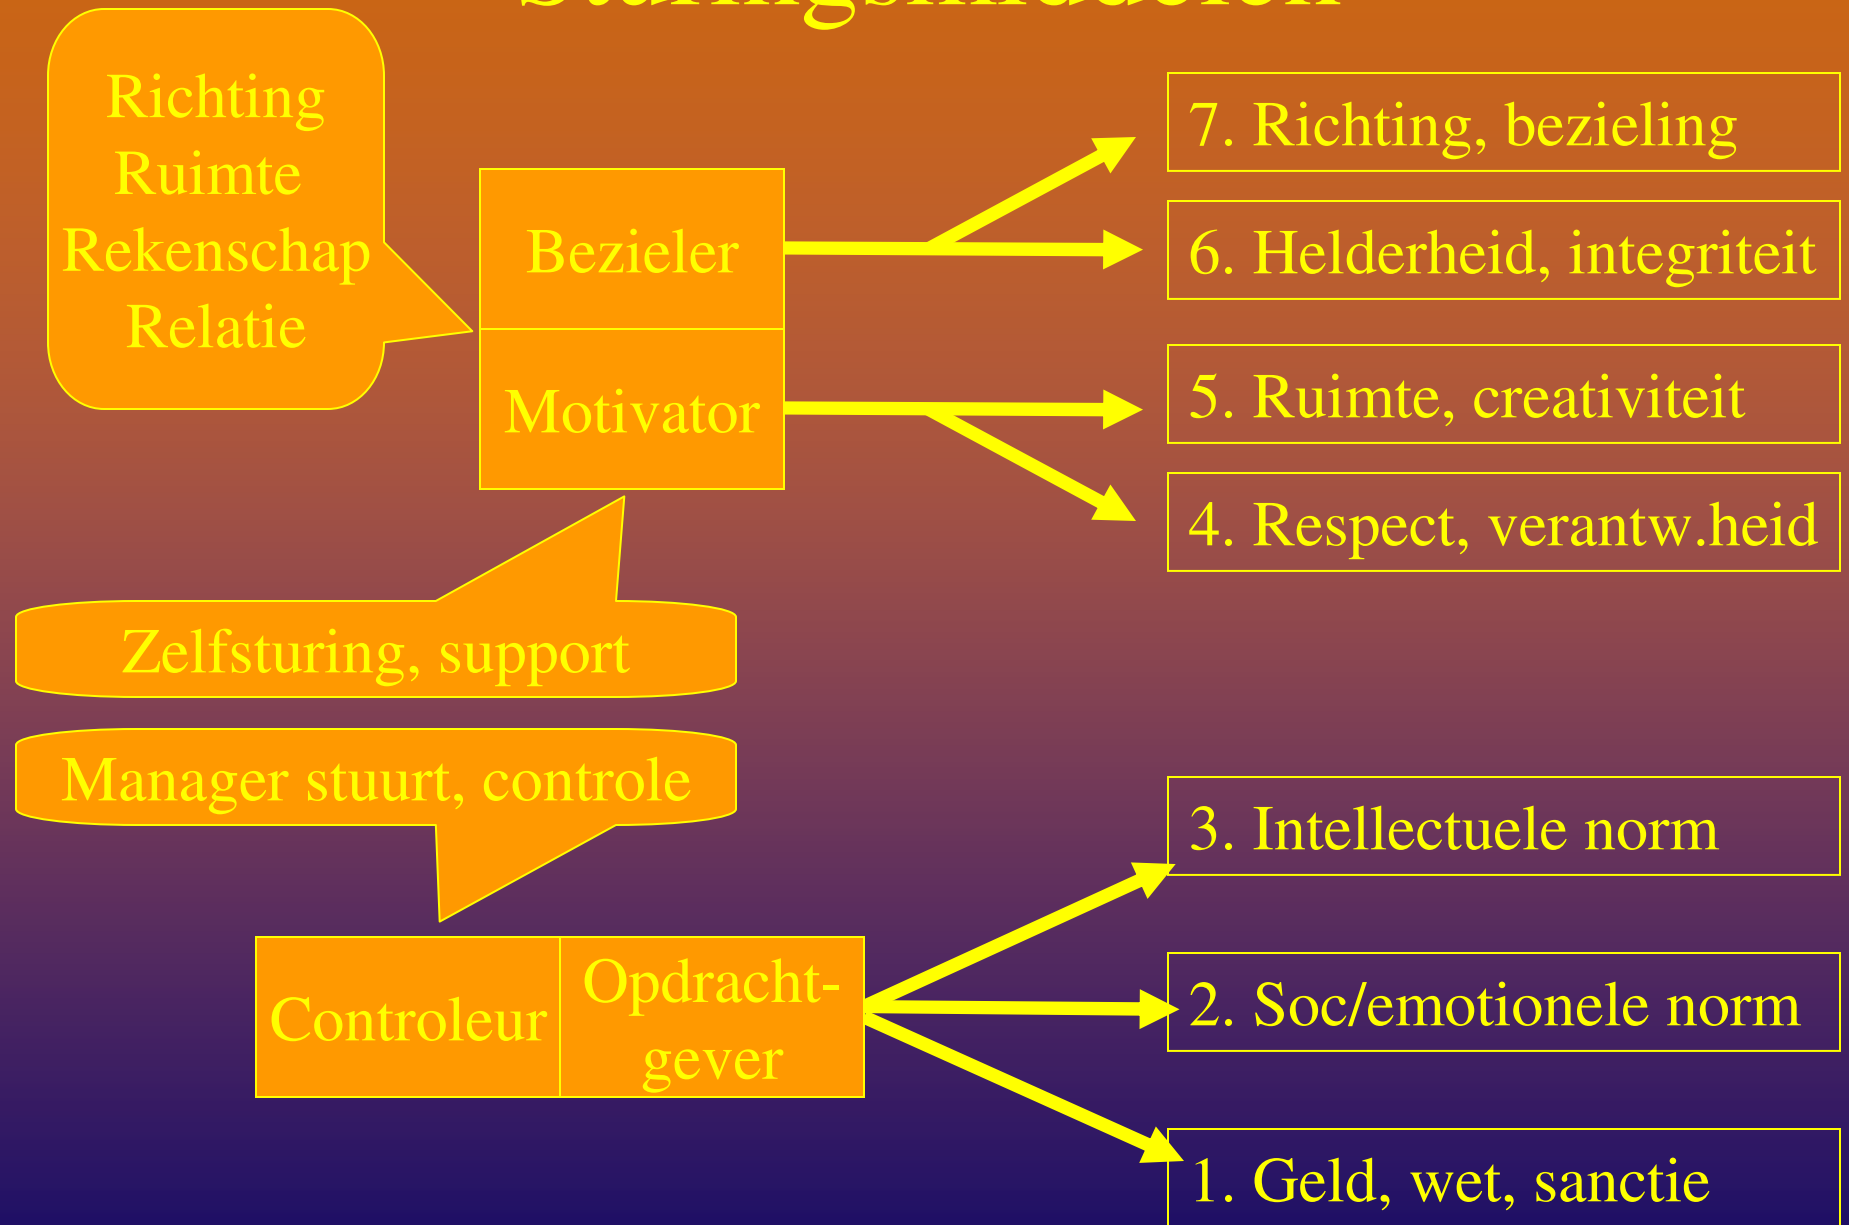 Sturingsmiddelen
Richting
Ruimte
Rekenschap
Relatie
Bezieler
Motivator
7. Richting, bezieling
6. Helderheid, integriteit
5. Ruimte, creativiteit
4. Respect, verantw.heid
Zelfsturing, support
Manager stuurt, controle
Controleur
Opdracht-
gever
3. Intellectuele norm
2. Soc/emotionele norm
1. Geld, wet, sanctie